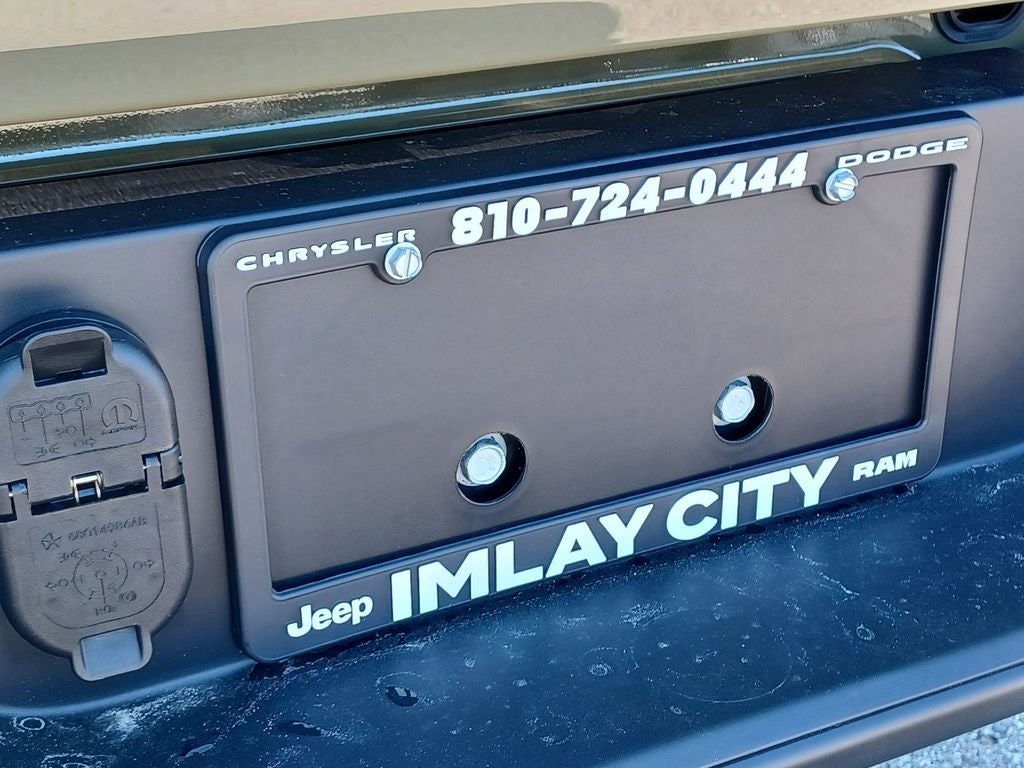 810-724-0444
CHRYSLER
DODGE
Jeep
IMLAY CITY
RAM